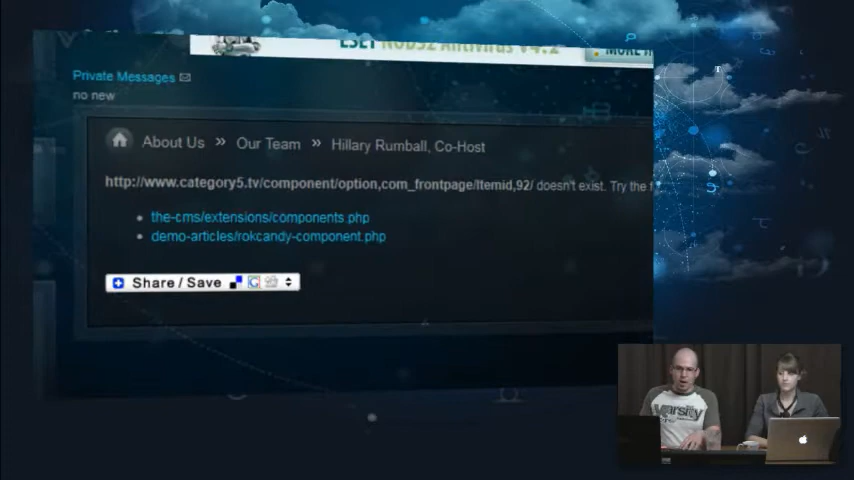 ESET NOD32 Antivirus V4.2
MORE
Private Messages
no new
About Us » Our Team » Hillary Rumball, Co-Host
http://www.category5.tv/component/option,com_frontpage/Itemid,92/ doesn't exist. Try the
the-cms/extensions/components.php
demo-articles/rokcandy-component.php
Share / Save
Varsity